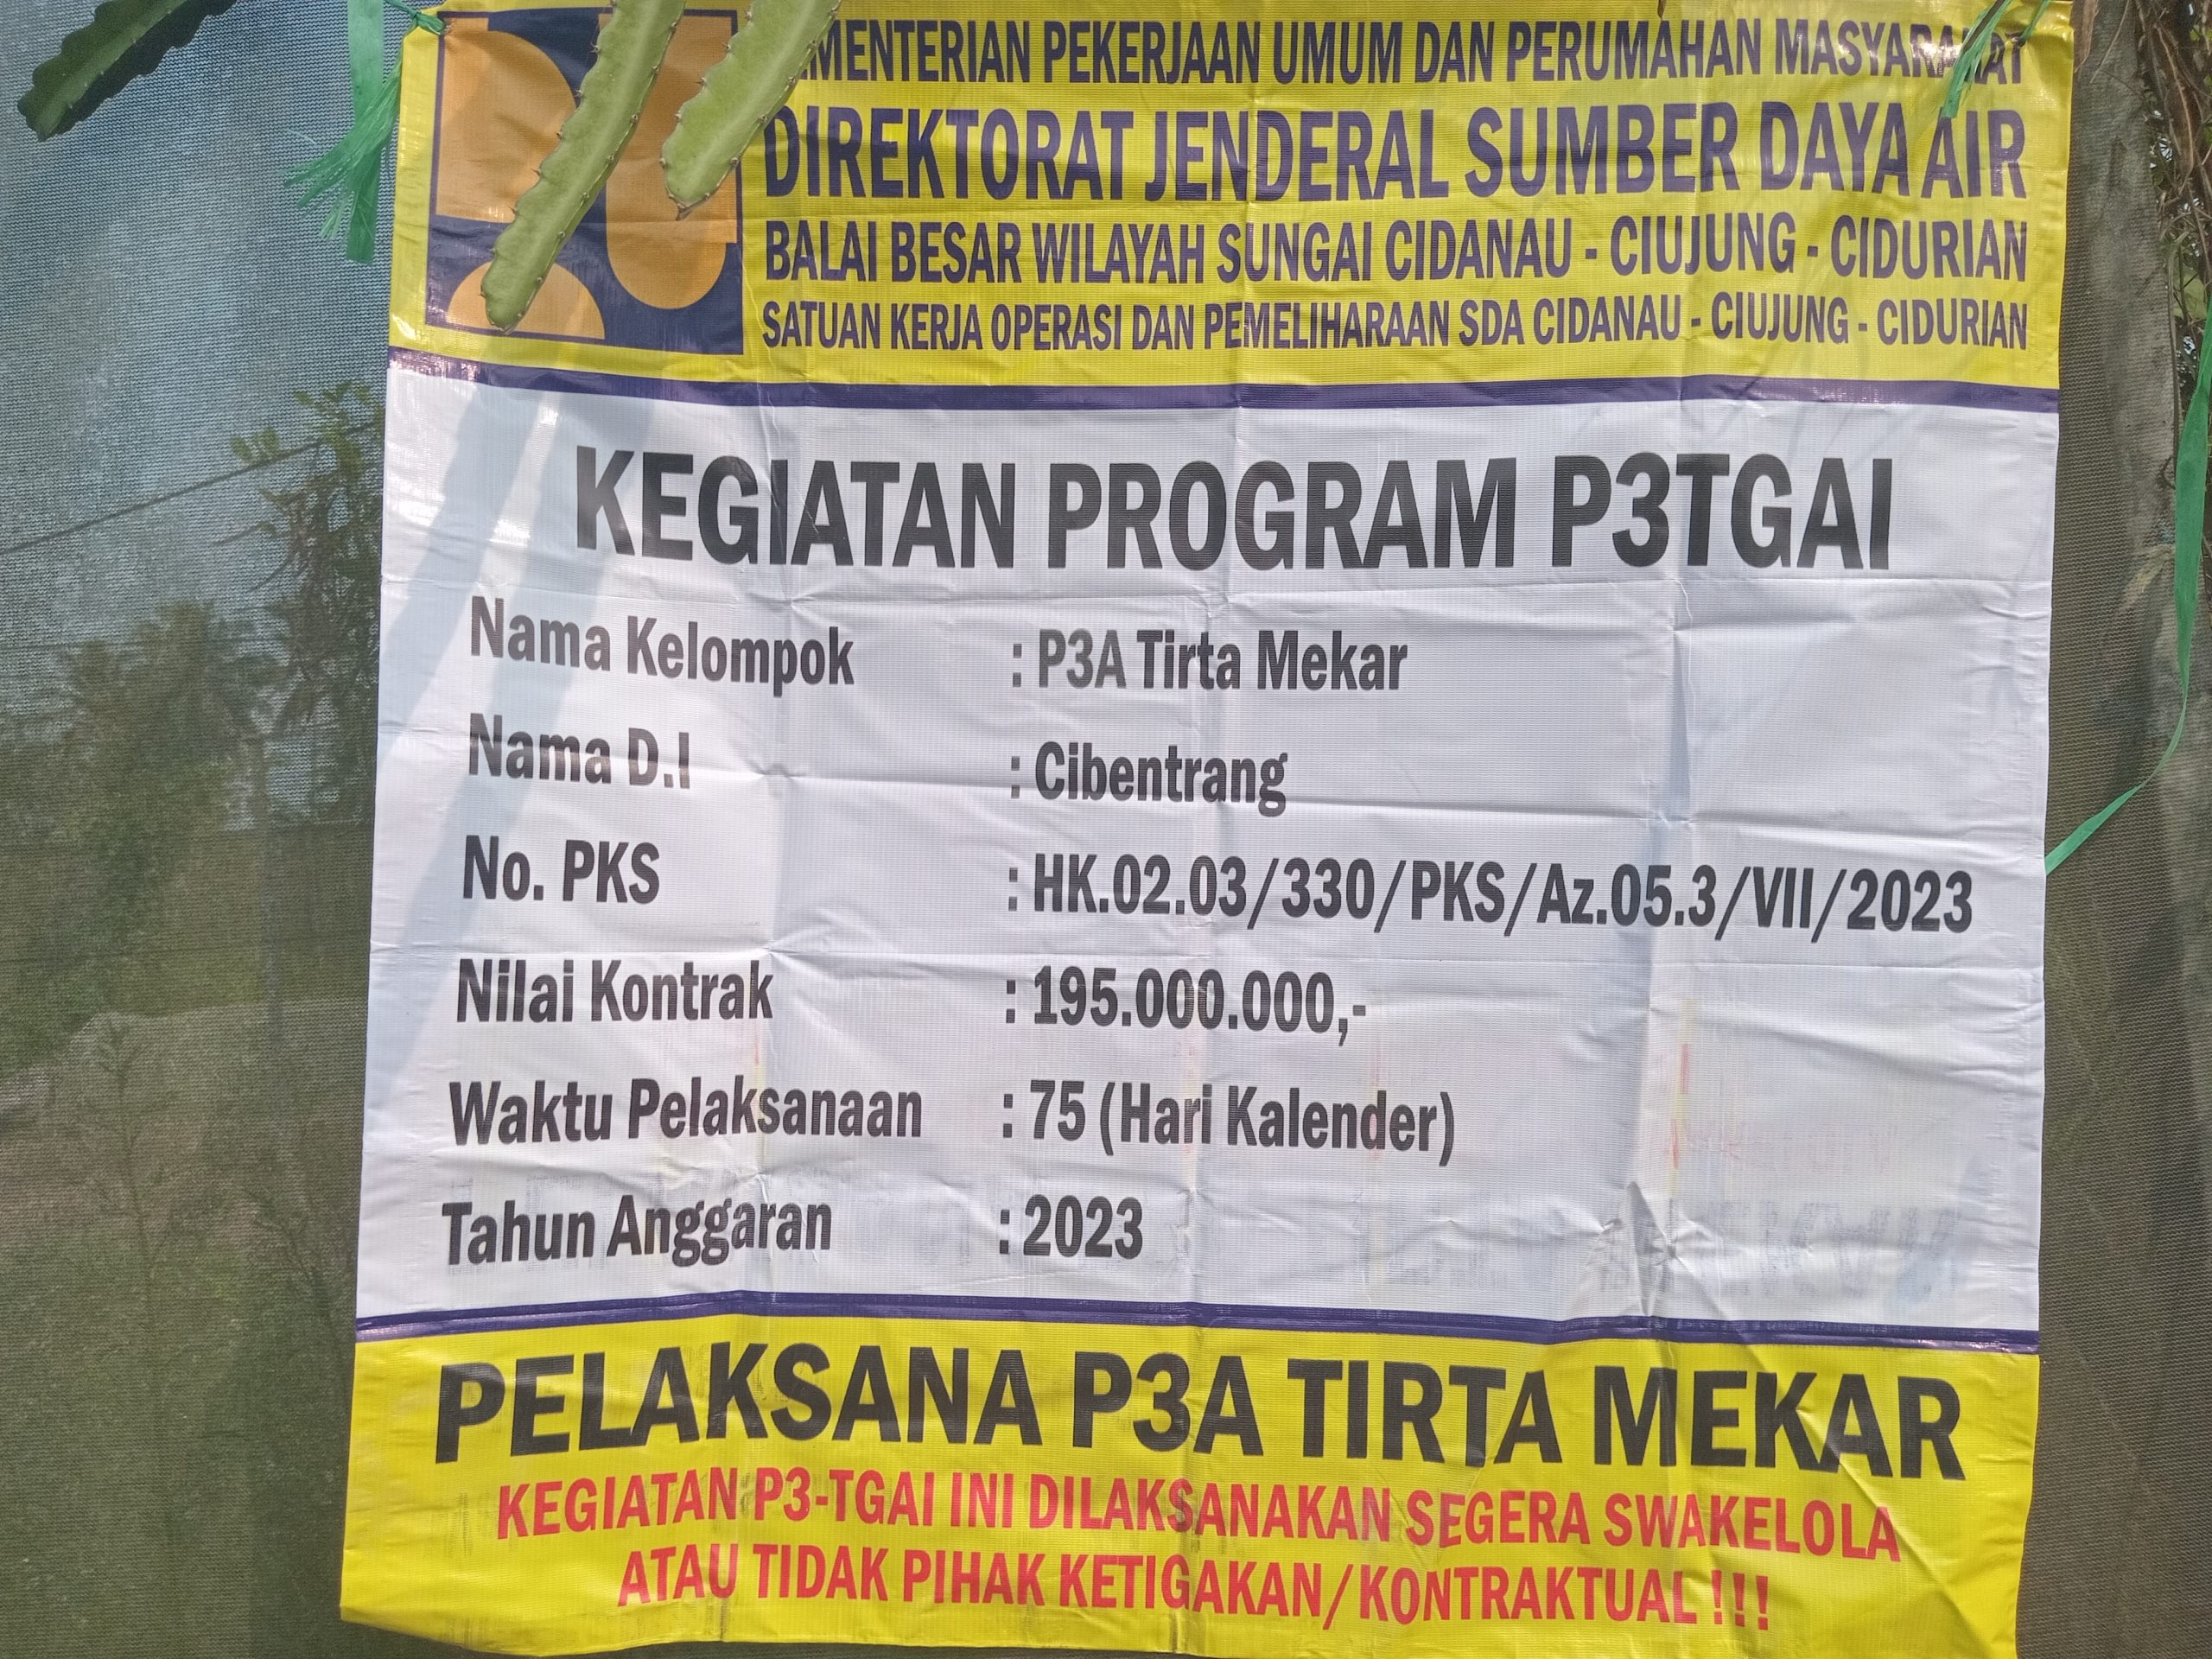 KEMENTERIAN PEKERJAAN UMUM DAN PERUMAHAN MASYARAKAT
DIREKTORAT JENDERAL SUMBER DAYA AIR
BALAI BESAR WILAYAH SUNGAI CIDANAU - CIUJUNG - CIDURIAN
SATUAN KERJA OPERASI DAN PEMELIHARAAN SDA CIDANAU - CIUJUNG - CIDURIAN
KEGIATAN PROGRAM P3TGAI
Nama Kelompok : P3A Tirta Mekar
Nama D.I : Cibentrang
No. PKS : HK.02.03/330/PKS/Az.05.3/VII/2023
Nilai Kontrak : 195.000.000,-
Waktu Pelaksanaan : 75 (Hari Kalender)
Tahun Anggaran : 2023
PELAKSANA P3A TIRTA MEKAR
KEGIATAN P3-TGAI INI DILAKSANAKAN SEGERA SWAKELOLA
ATAU TIDAK PIHAK KETIGAKAN/KONTRAKTUAL !!!